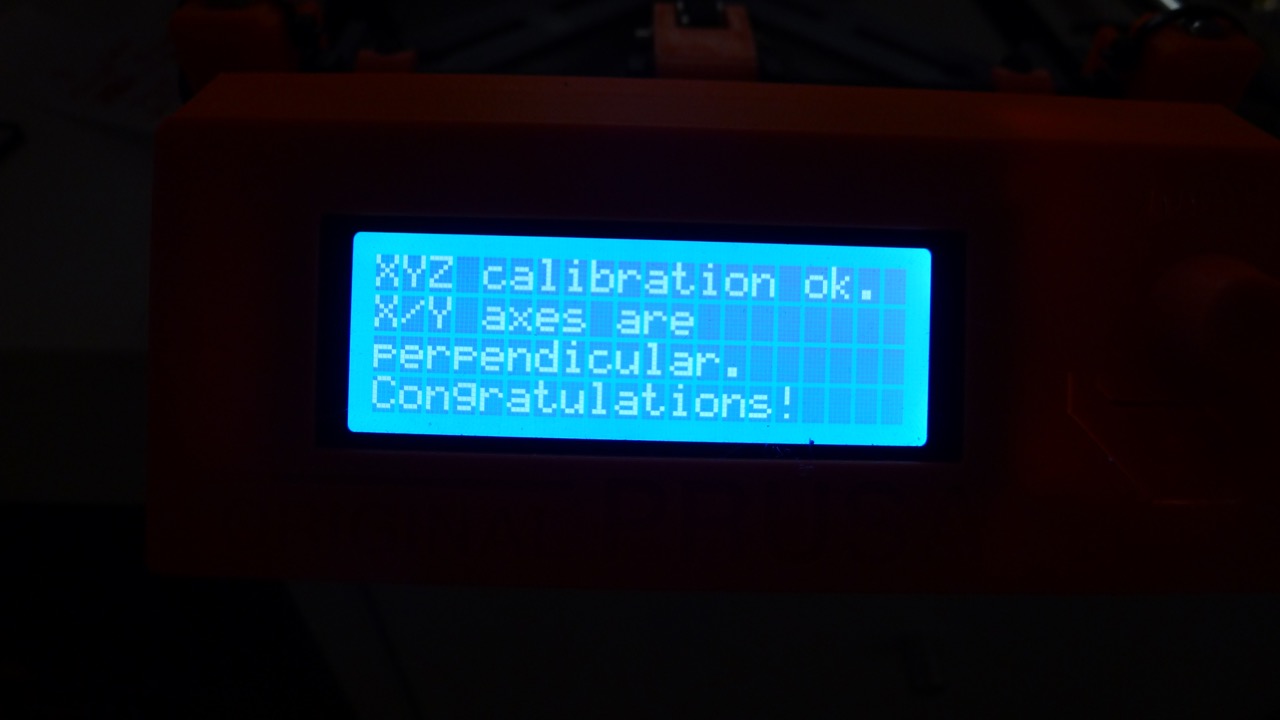 XYZ calibration ok.
X/Y axes are
perpendicular.
Congratulations!